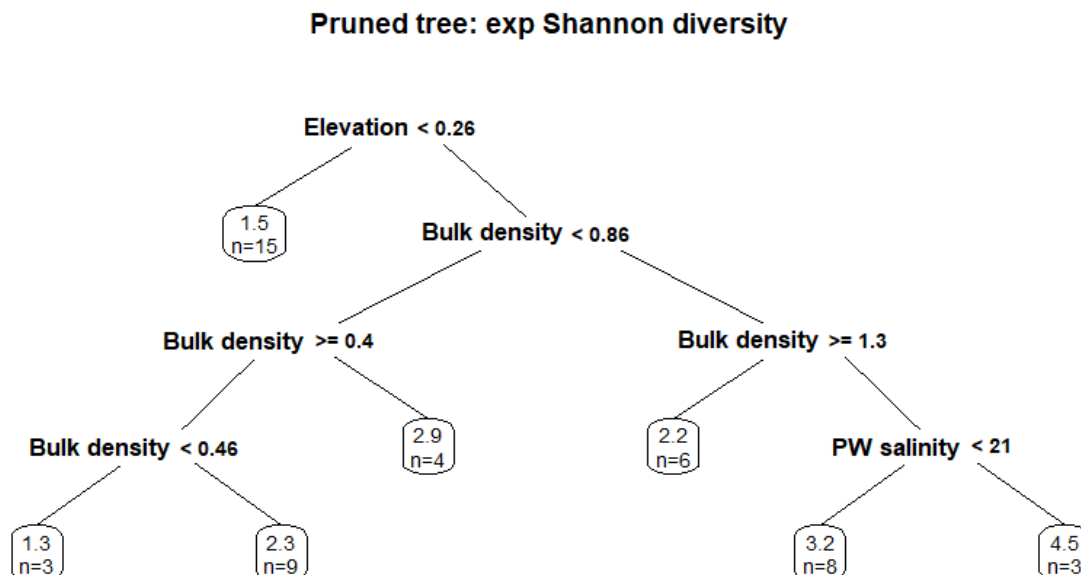 Pruned tree: exp Shannon diversity
Elevation < 0.26
1.5
n=15
Bulk density < 0.86
Bulk density >= 0.4
Bulk density >= 1.3
Bulk density < 0.46
2.9
n=4
2.2
n=6
PW salinity < 21
1.3
n=3
2.3
n=9
3.2
n=8
4.5
n=3